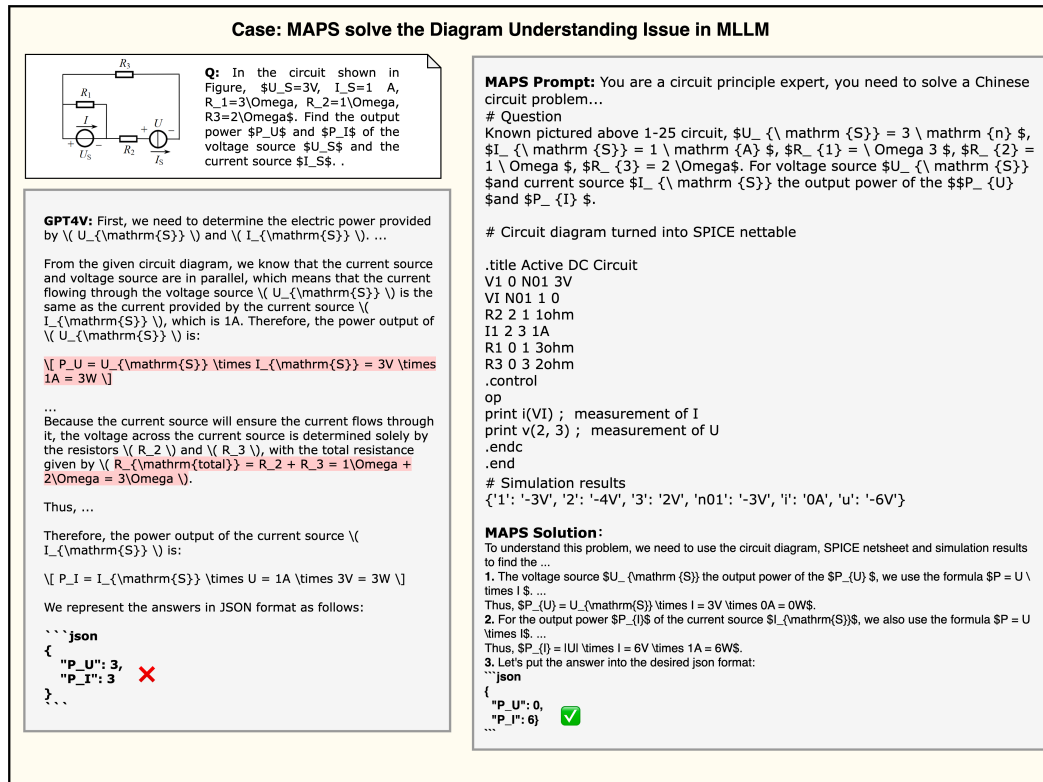 Case: MAPS solve the Diagram Understanding Issue in MLLM
R3
R1
I
U
+ −
+ −
US
R2
IS
Q: In the circuit shown in
Figure, $U_S=3V, I_S=1 A,
R_1=3\Omega, R_2=1\Omega,
R3=2\Omega$. Find the output
power $P_U$ and $P_I$ of the
voltage source $U_S$ and the
current source $I_S$. .
GPT4V: First, we need to determine the electric power provided
by \( U_{\mathrm{S}} \) and \( I_{\mathrm{S}} \). ...
From the given circuit diagram, we know that the current source
and voltage source are in parallel, which means that the current
flowing through the voltage source \( U_{\mathrm{S}} \) is the
same as the current provided by the current source \(
I_{\mathrm{S}} \), which is 1A. Therefore, the power output of
\( U_{\mathrm{S}} \) is:
\[ P_U = U_{\mathrm{S}} \times I_{\mathrm{S}} = 3V \times
1A = 3W \]
...
Because the current source will ensure the current flows through
it, the voltage across the current source is determined solely by
the resistors \( R_2 \) and \( R_3 \), with the total resistance
given by \( R_{\mathrm{total}} = R_2 + R_3 = 1\Omega +
2\Omega = 3\Omega \).
Thus, ...
Therefore, the power output of the current source \(
I_{\mathrm{S}} \) is:
\[ P_I = I_{\mathrm{S}} \times U = 1A \times 3V = 3W \]
We represent the answers in JSON format as follows:
```json
{
"P_U": 3,
"P_I": 3
}
```
MAPS Prompt: You are a circuit principle expert, you need to solve a Chinese
circuit problem...
# Question
Known pictured above 1-25 circuit, $U_ {\ mathrm {S}} = 3 \ mathrm {n} $,
$I_ {\ mathrm {S}} = 1 \ mathrm {A} $, $R_ {1} = \ Omega 3 $, $R_ {2} =
1 \ Omega $, $R_ {3} = 2 \Omega$. For voltage source $U_ {\ mathrm {S}}
$and current source $I_ {\ mathrm {S}} the output power of the $$P_ {U}
$and $P_ {I} $.
# Circuit diagram turned into SPICE nettable
.title Active DC Circuit
V1 0 N01 3V
VI N01 1 0
R2 2 1 1ohm
I1 2 3 1A
R1 0 1 3ohm
R3 0 3 2ohm
.control
op
print i(VI) ; measurement of I
print v(2, 3) ; measurement of U
.endc
.end
# Simulation results
{'1': '-3V', '2': '-4V', '3': '2V', 'n01': '-3V', 'i': '0A', 'u': '-6V'}
MAPS Solution:
To understand this problem, we need to use the circuit diagram, SPICE netsheet and simulation results
to find the ...
1. The voltage source $U_ {\mathrm {S}} the output power of the $P_{U} $, we use the formula $P = U \
times I $. ...
Thus, $P_{U} = U_{\mathrm{S}} \times I = 3V \times 0A = 0W$.
2. For the output power $P_{I}$ of the current source $I_{\mathrm{S}}$, we also use the formula $P = U
\times I$. ...
Thus, $P_{I} = |U| \times I = 6V \times 1A = 6W$.
3. Let's put the answer into the desired json format:
```json
{
"P_U": 0,
"P_I": 6}
```